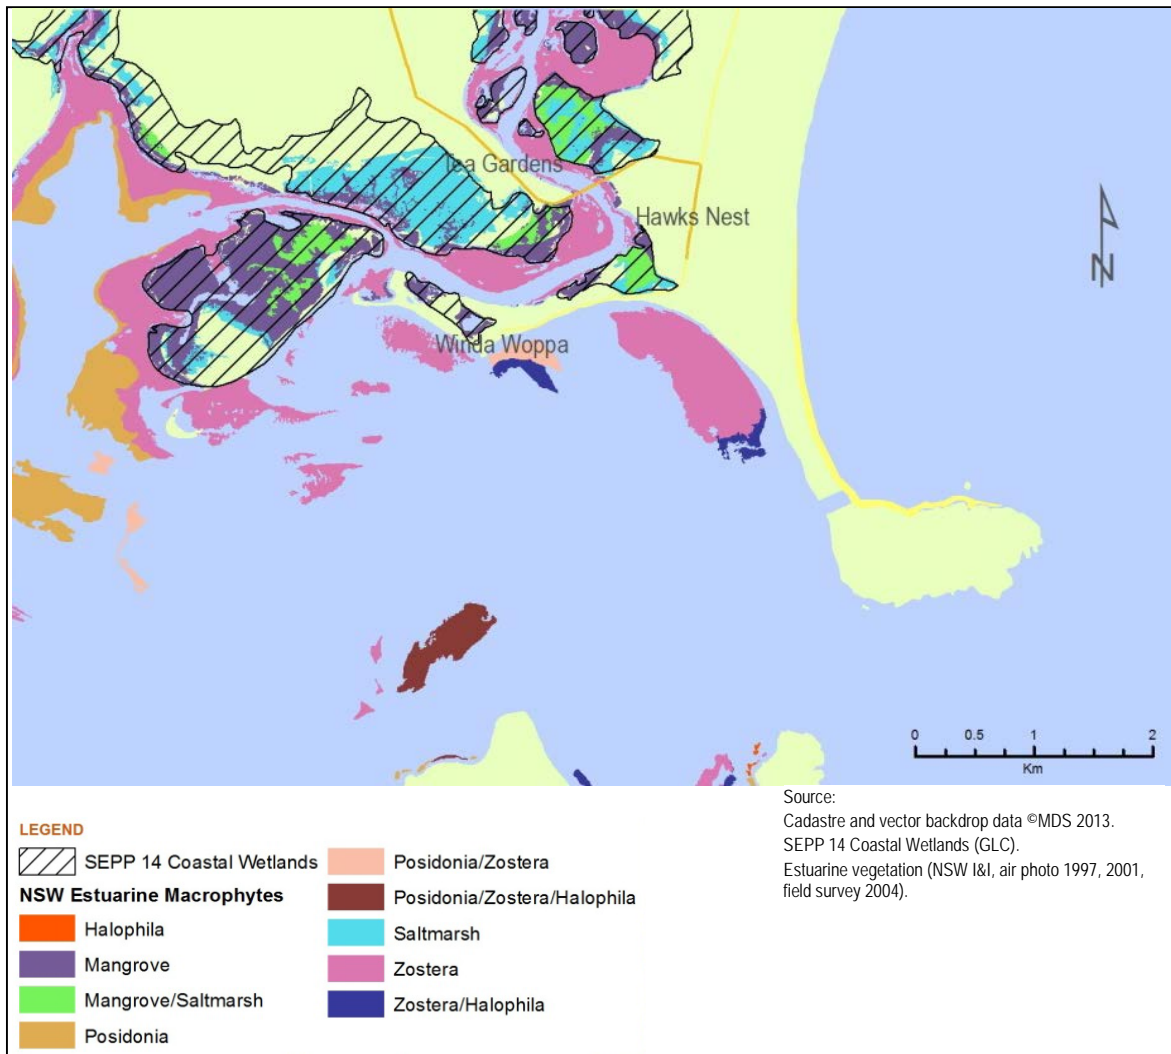 Tea Gardens
Hawks Nest
Winda Woppa
N
0 0.5 1 2
Km
Source:
Cadastre and vector backdrop data ©MDS 2013.
SEPP 14 Coastal Wetlands (GLC).
Estuarine vegetation (NSW I&I, air photo 1997, 2001,
field survey 2004).
LEGEND
SEPP 14 Coastal Wetlands
NSW Estuarine Macrophytes
Halophila
Mangrove
Mangrove/Saltmarsh
Posidonia
Posidonia/Zostera
Posidonia/Zostera/Halophila
Saltmarsh
Zostera
Zostera/Halophila